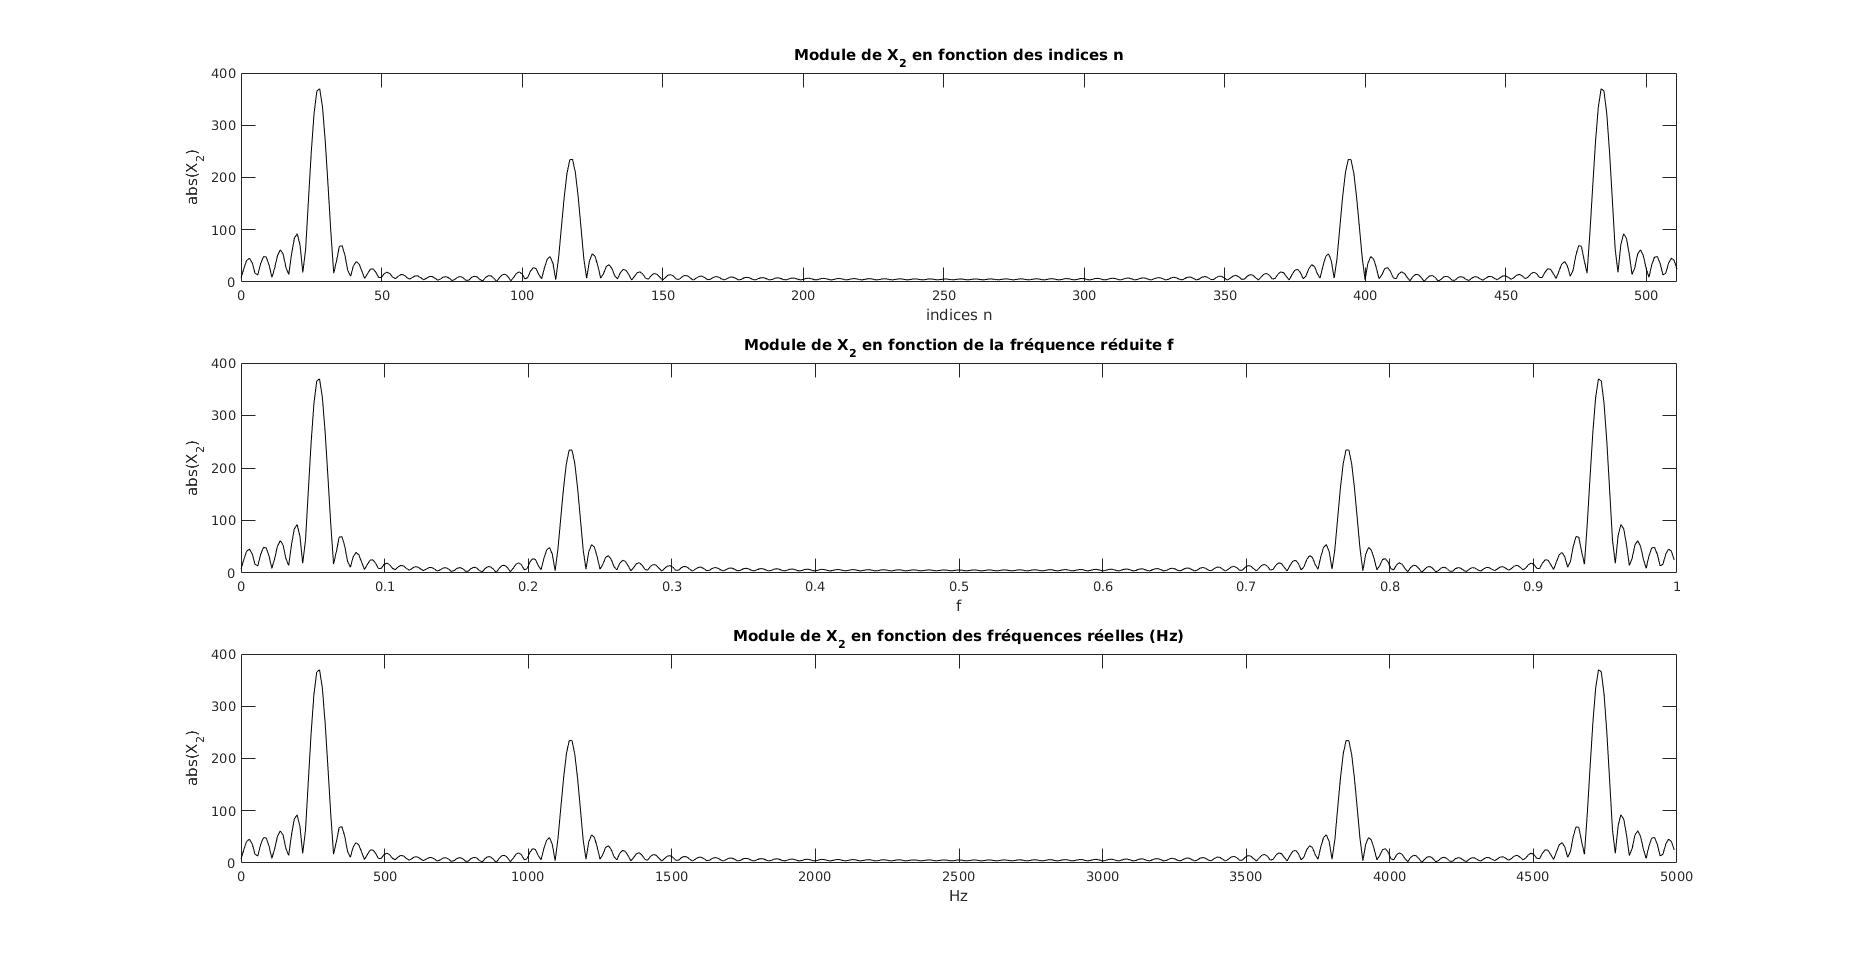 Module de X2 en fonction des indices n
400
300
200
100
0
abs(X2)
0 50 100 150 200 250 300 350 400 450 500
indices n
Module de X2 en fonction de la fréquence réduite f
400
300
200
100
0
abs(X2)
0 0.1 0.2 0.3 0.4 0.5 0.6 0.7 0.8 0.9 1
f
Module de X2 en fonction des fréquences réelles (Hz)
400
300
200
100
0
abs(X2)
0 500 1000 1500 2000 2500 3000 3500 4000 4500 5000
Hz